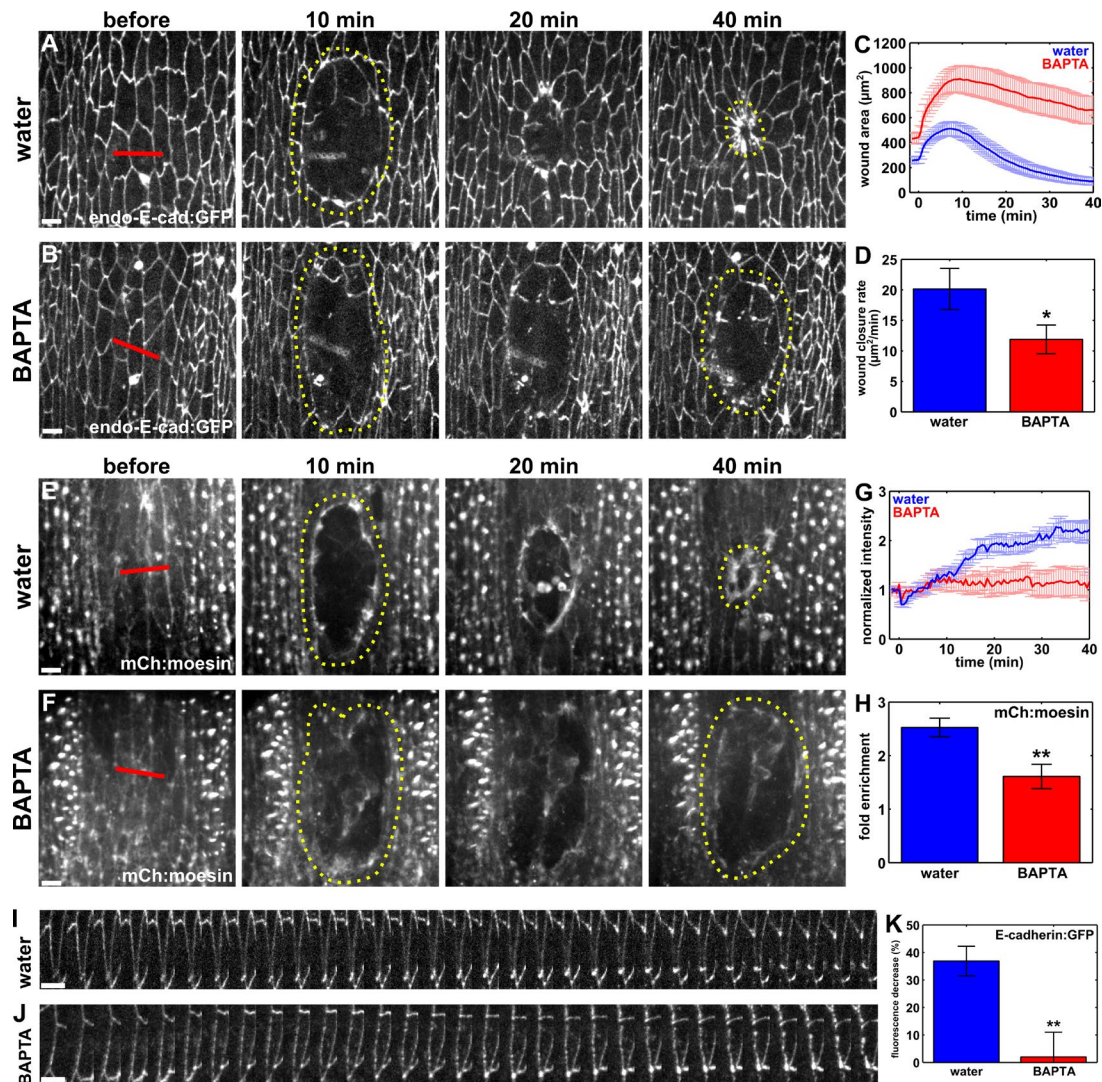 before 10 min 20 min 40 min
A
water
endo-E-cad:GFP
B
BAPTA
endo-E-cad:GFP
C
water
BAPTA
wound area (µm²)
1200
1000
800
600
400
200
0
0 10 20 30 40
time (min)
D
wound closure rate
(µm²/min)
25
20
15
10
5
0
*
water BAPTA
before 10 min 20 min 40 min
E
water
mCh:moesin
F
BAPTA
mCh:moesin
G
water
BAPTA
normalized intensity
3
2
1
0
0 10 20 30 40
time (min)
H
mCh:moesin
fold enrichment
3
2
1
0
**
water BAPTA
I
water
J
BAPTA
K
E-cadherin:GFP
fluorescence decrease (%)
50
40
30
20
10
0
**
water BAPTA